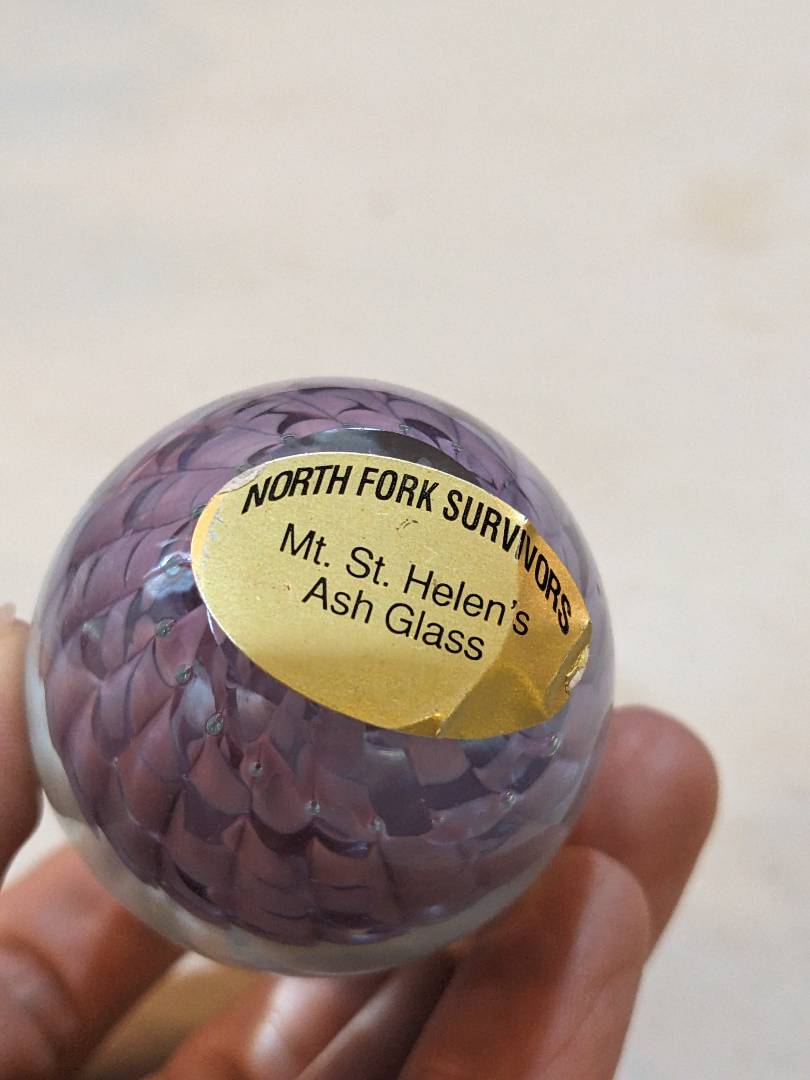 NORTH FORK SURVIVORS
Mt. St. Helen's
Ash Glass